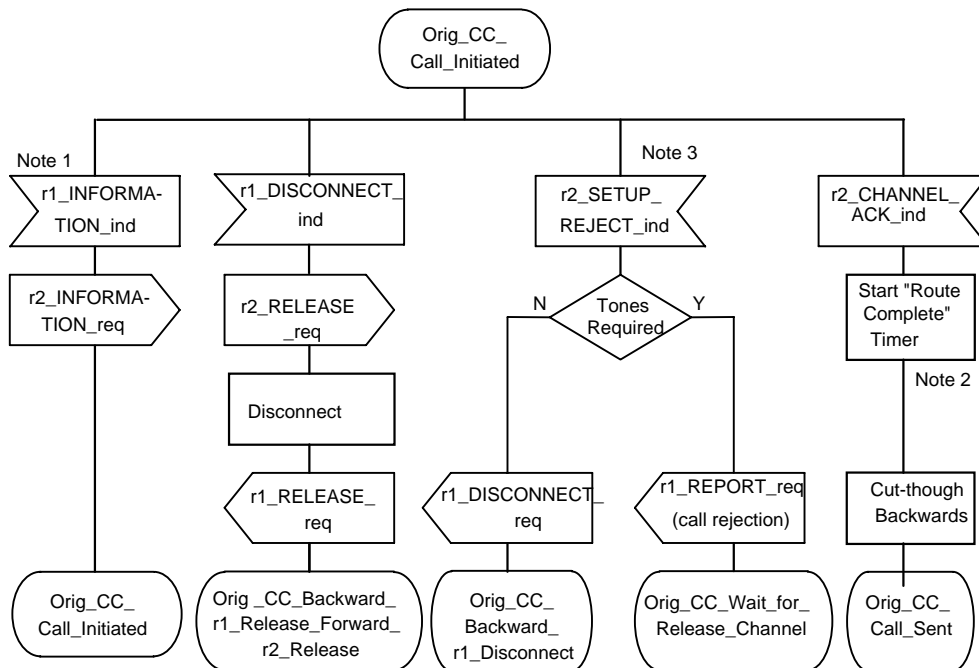 Orig_CC_
Call_Initiated
Note 1
Note 3
r1_INFORMA-
TION_ind
r1_DISCONNECT_
ind
r2_SETUP_
REJECT_ind
r2_CHANNEL_
ACK_ind
r2_INFORMA-
TION_req
r2_RELEASE
_req
N
Tones
Required
Y
Start "Route
Complete"
Timer
Note 2
Disconnect
r1_RELEASE_
req
r1_DISCONNECT_
req
r1_REPORT_req
(call rejection)
Cut-though
Backwards
Orig_CC_
Call_Initiated
Orig _CC_Backward_
r1_Release_Forward_
r2_Release
Orig_CC_
Backward_
r1_Disconnect
Orig_CC_Wait_for_
Release_Channel
Orig_CC_
Call_Sent